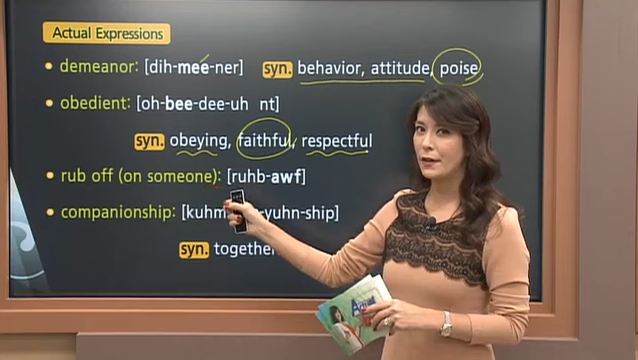 Actual Expressions
• demeanor: [dih-mee-ner] syn. behavior, attitude, poise
• obedient: [oh-bee-dee-uh nt]
syn. obeying, faithful, respectful
• rub off (on someone): [ruhb-awf]
• companionship: [kuhm -yuhn-ship]
syn. together